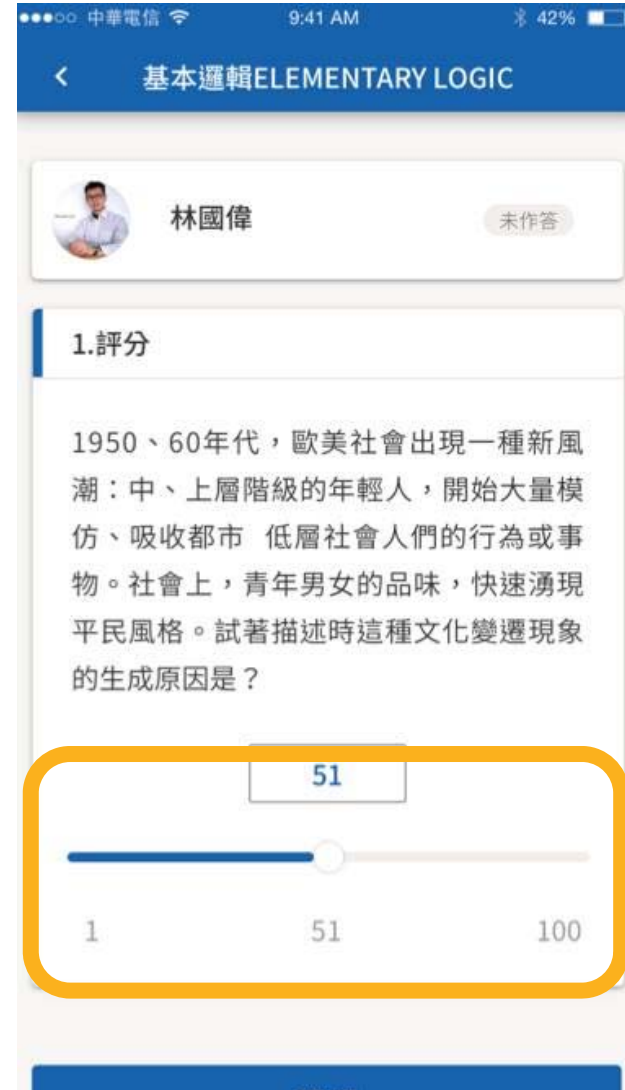 中華電信 9:41 AM 42%
< 基本邏輯ELEMENTARY LOGIC
林國偉 未作答
1.評分
1950、60年代，歐美社會出現一種新風
潮：中、上層階級的年輕人，開始大量模
仿、吸收都市 低層社會人們的行為或事
物。社會上，青年男女的品味，快速湧現
平民風格。試著描述時這種文化變遷現象
的生成原因是？
51
1 51 100